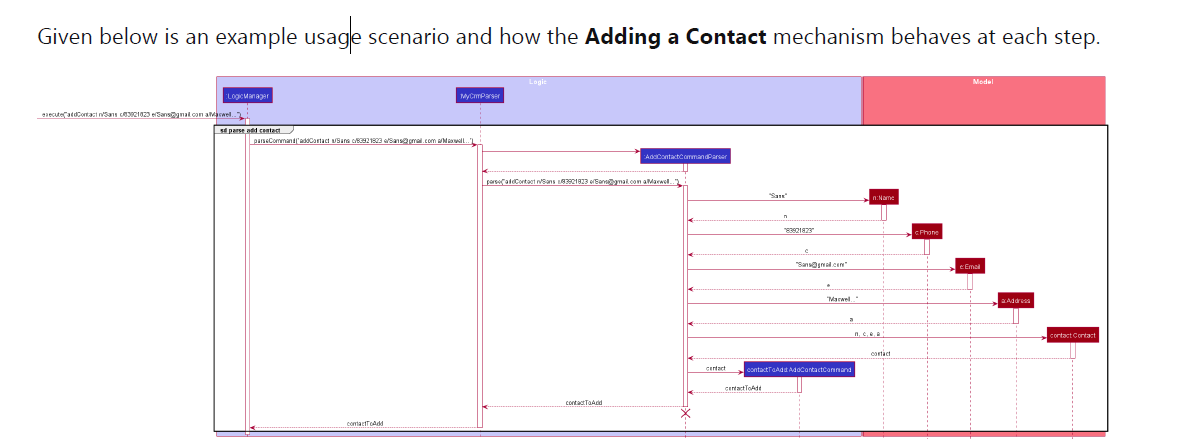 Given below is an example usage scenario and how the Adding a Contact mechanism behaves at each step.
Logic
Model
:LogicManager
:MyCrmParser
execute("addContact n/Sans c/83921823 e/Sans@gmail.com a/Maxwell...")
sd parse add contact
parseCommand("addContact n/Sans c/83921823 e/Sans@gmail.com a/Maxwell...")
:AddContactCommandParser
parse("addContact n/Sans c/83921823 e/Sans@gmail.com a/Maxwell...")
"Sans"
n:Name
n
"83921823"
c:Phone
c
"Sans@gmail.com"
e:Email
e
"Maxwell..."
a:Address
a
n, c, e, a
contact:Contact
contact
contact
contactToAdd:AddContactCommand
contactToAdd
contactToAdd
contactToAdd